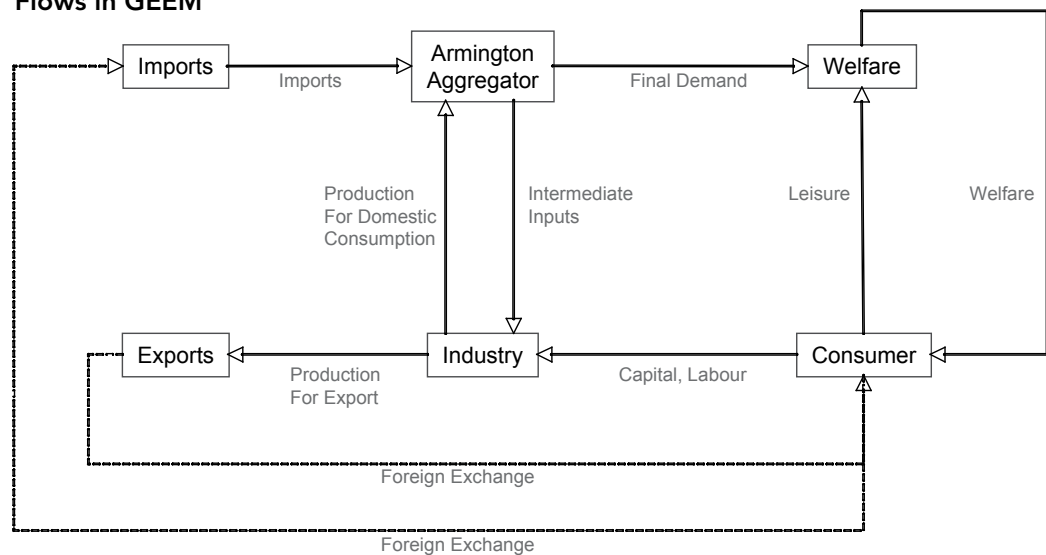 Flows in GEEM
Imports
Imports
Armington
Aggregator
Final Demand
Welfare
Production
For Domestic
Consumption
Intermediate
Inputs
Leisure
Welfare
Exports
Production
For Export
Industry
Capital, Labour
Consumer
Foreign Exchange
Foreign Exchange